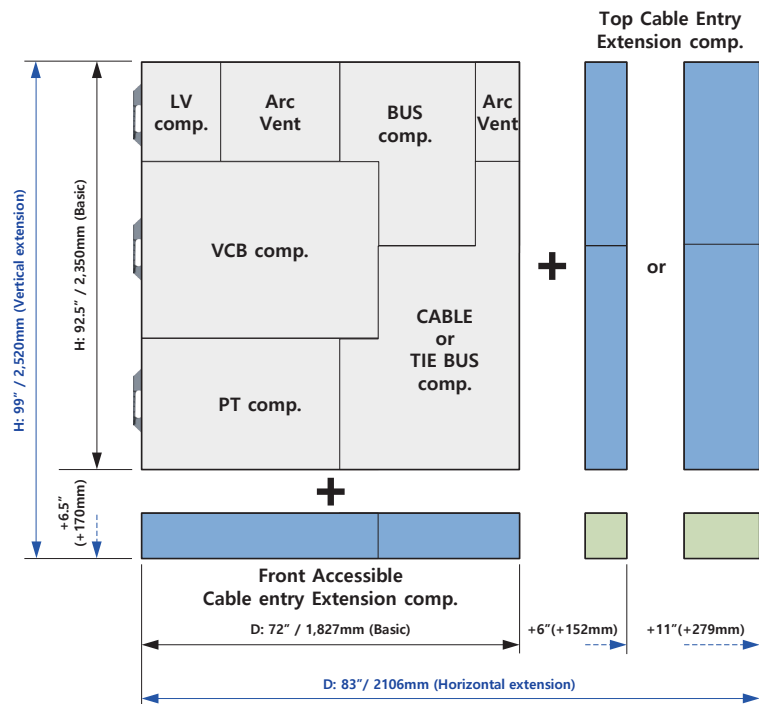 Top Cable Entry
Extension comp.
LV
comp.
Arc
Vent
BUS
comp.
Arc
Vent
VCB comp.
CABLE
or
TIE BUS
comp.
PT comp.
+
or
+
H: 99” / 2,520mm (Vertical extension)
H: 92.5” / 2,350mm (Basic)
+6.5”
(+170mm)
Front Accessible
Cable entry Extension comp.
D: 72” / 1,827mm (Basic)
+6”(+152mm)
+11”(+279mm)
D: 83”/ 2106mm (Horizontal extension)